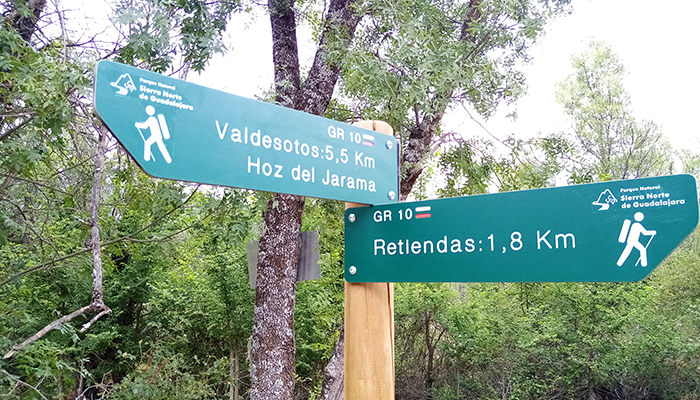 Parque Natural
Sierra Norte
de Guadalajara
GR 10
Valdesotos:5,5 Km
Hoz del Jarama
GR 10
Parque Natural
Sierra Norte
de Guadalajara
Retlendas:1,8 Km